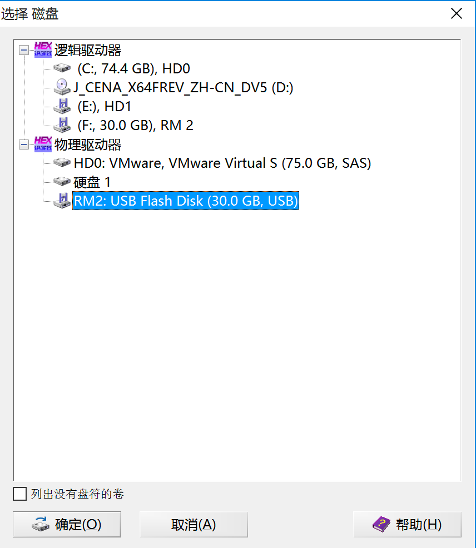 选择 磁盘
逻辑驱动器
(C:, 74.4 GB), HD0
J_CENA_X64FREV_ZH-CN_DV5 (D:)
(E:), HD1
(F:, 30.0 GB), RM 2
物理驱动器
HD0: VMware, VMware Virtual S (75.0 GB, SAS)
硬盘 1
RM2: USB Flash Disk (30.0 GB, USB)
列出没有盘符的卷
确定(O) 取消(A) 帮助(H)